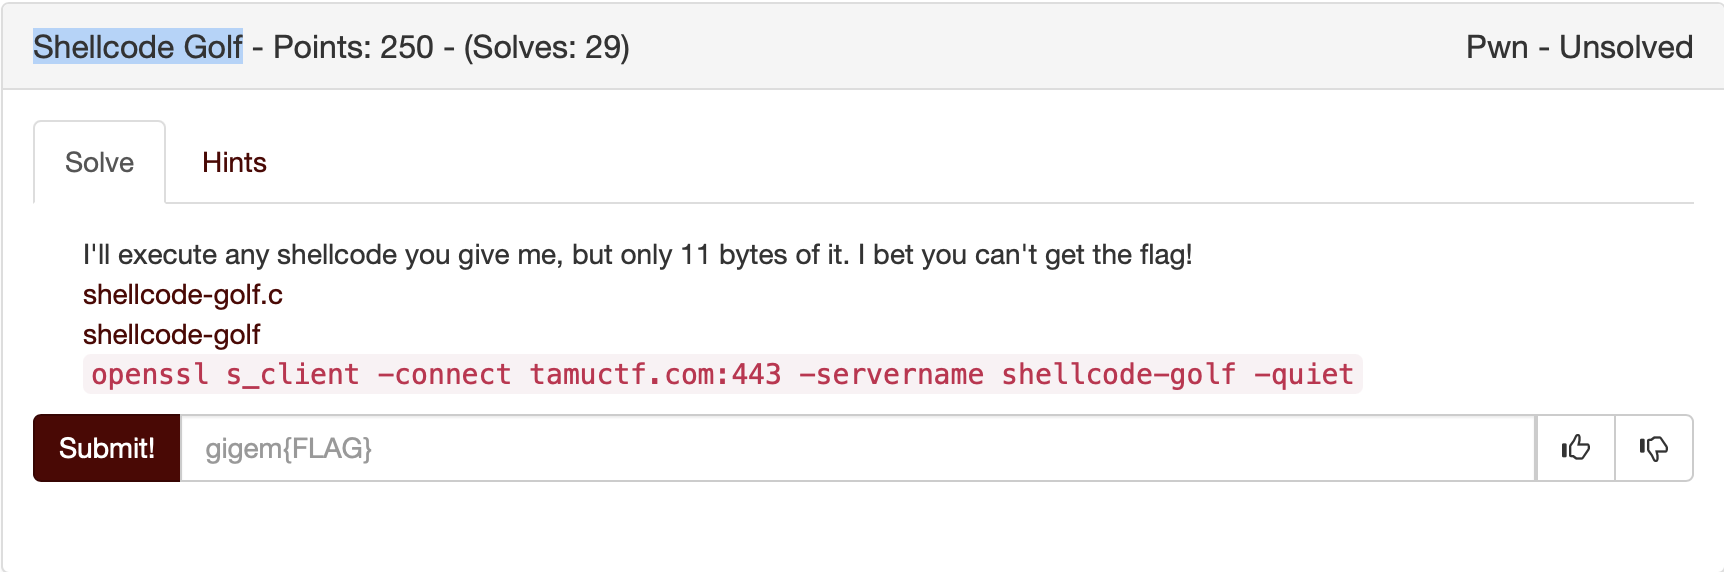 Shellcode Golf - Points: 250 - (Solves: 29) Pwn - Unsolved
Solve Hints
I'll execute any shellcode you give me, but only 11 bytes of it. I bet you can't get the flag!
shellcode-golf.c
shellcode-golf
openssl s_client -connect tamuctf.com:443 -servername shellcode-golf -quiet
Submit! gigem{FLAG}